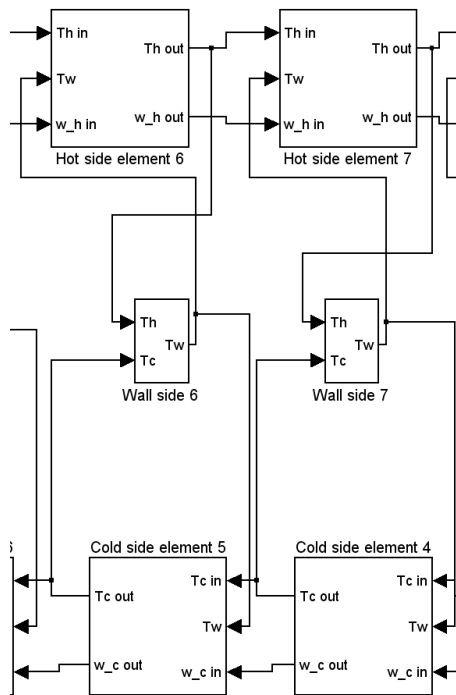 Th in
Th out
Tw
w_h out
w_h in
Hot side element 6
Th in
Th out
Tw
w_h out
w_h in
Hot side element 7
Th
Tw
Tc
Wall side 6
Th
Tw
Tc
Wall side 7
Cold side element 5
Tc in
Tc out
Tw
w_c out
w_c in
Cold side element 4
Tc in
Tc out
Tw
w_c out
w_c in